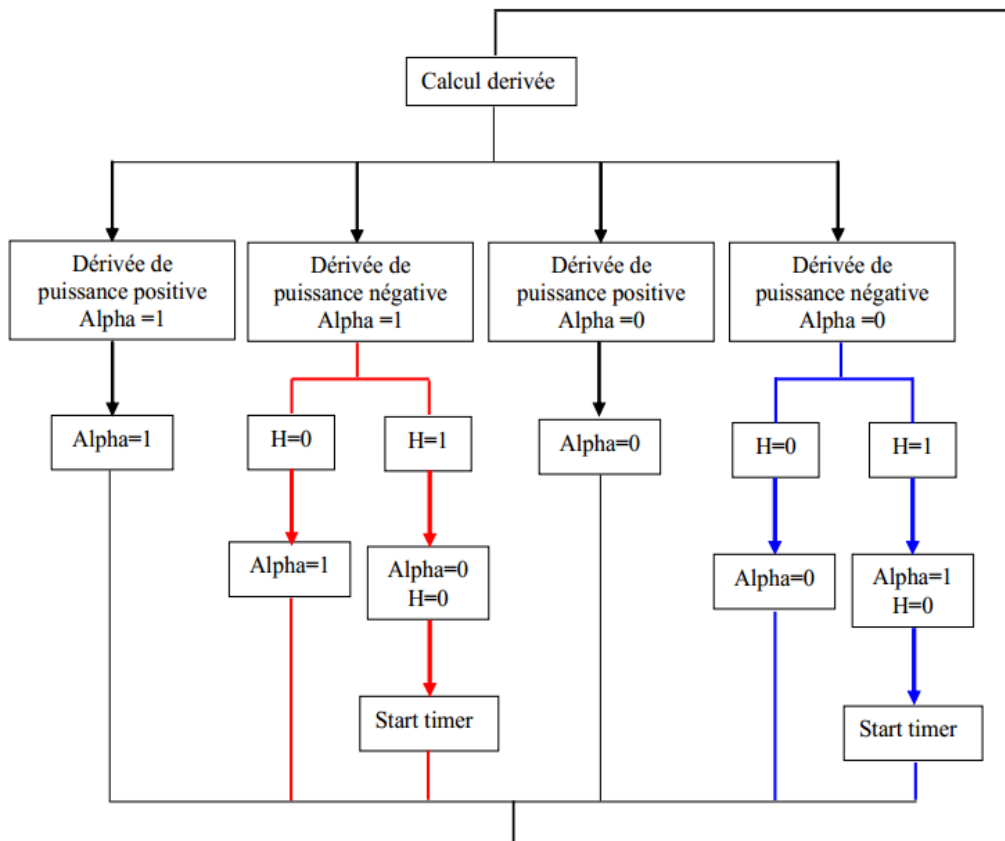 Calcul derivée
Dérivée de
puissance positive
Alpha =1
Dérivée de
puissance négative
Alpha =1
Dérivée de
puissance positive
Alpha =0
Dérivée de
puissance négative
Alpha =0
Alpha=1
H=0
H=1
Alpha=0
H=0
H=1
Alpha=1
Alpha=0
H=0
Alpha=0
Alpha=1
H=0
Start timer
Start timer